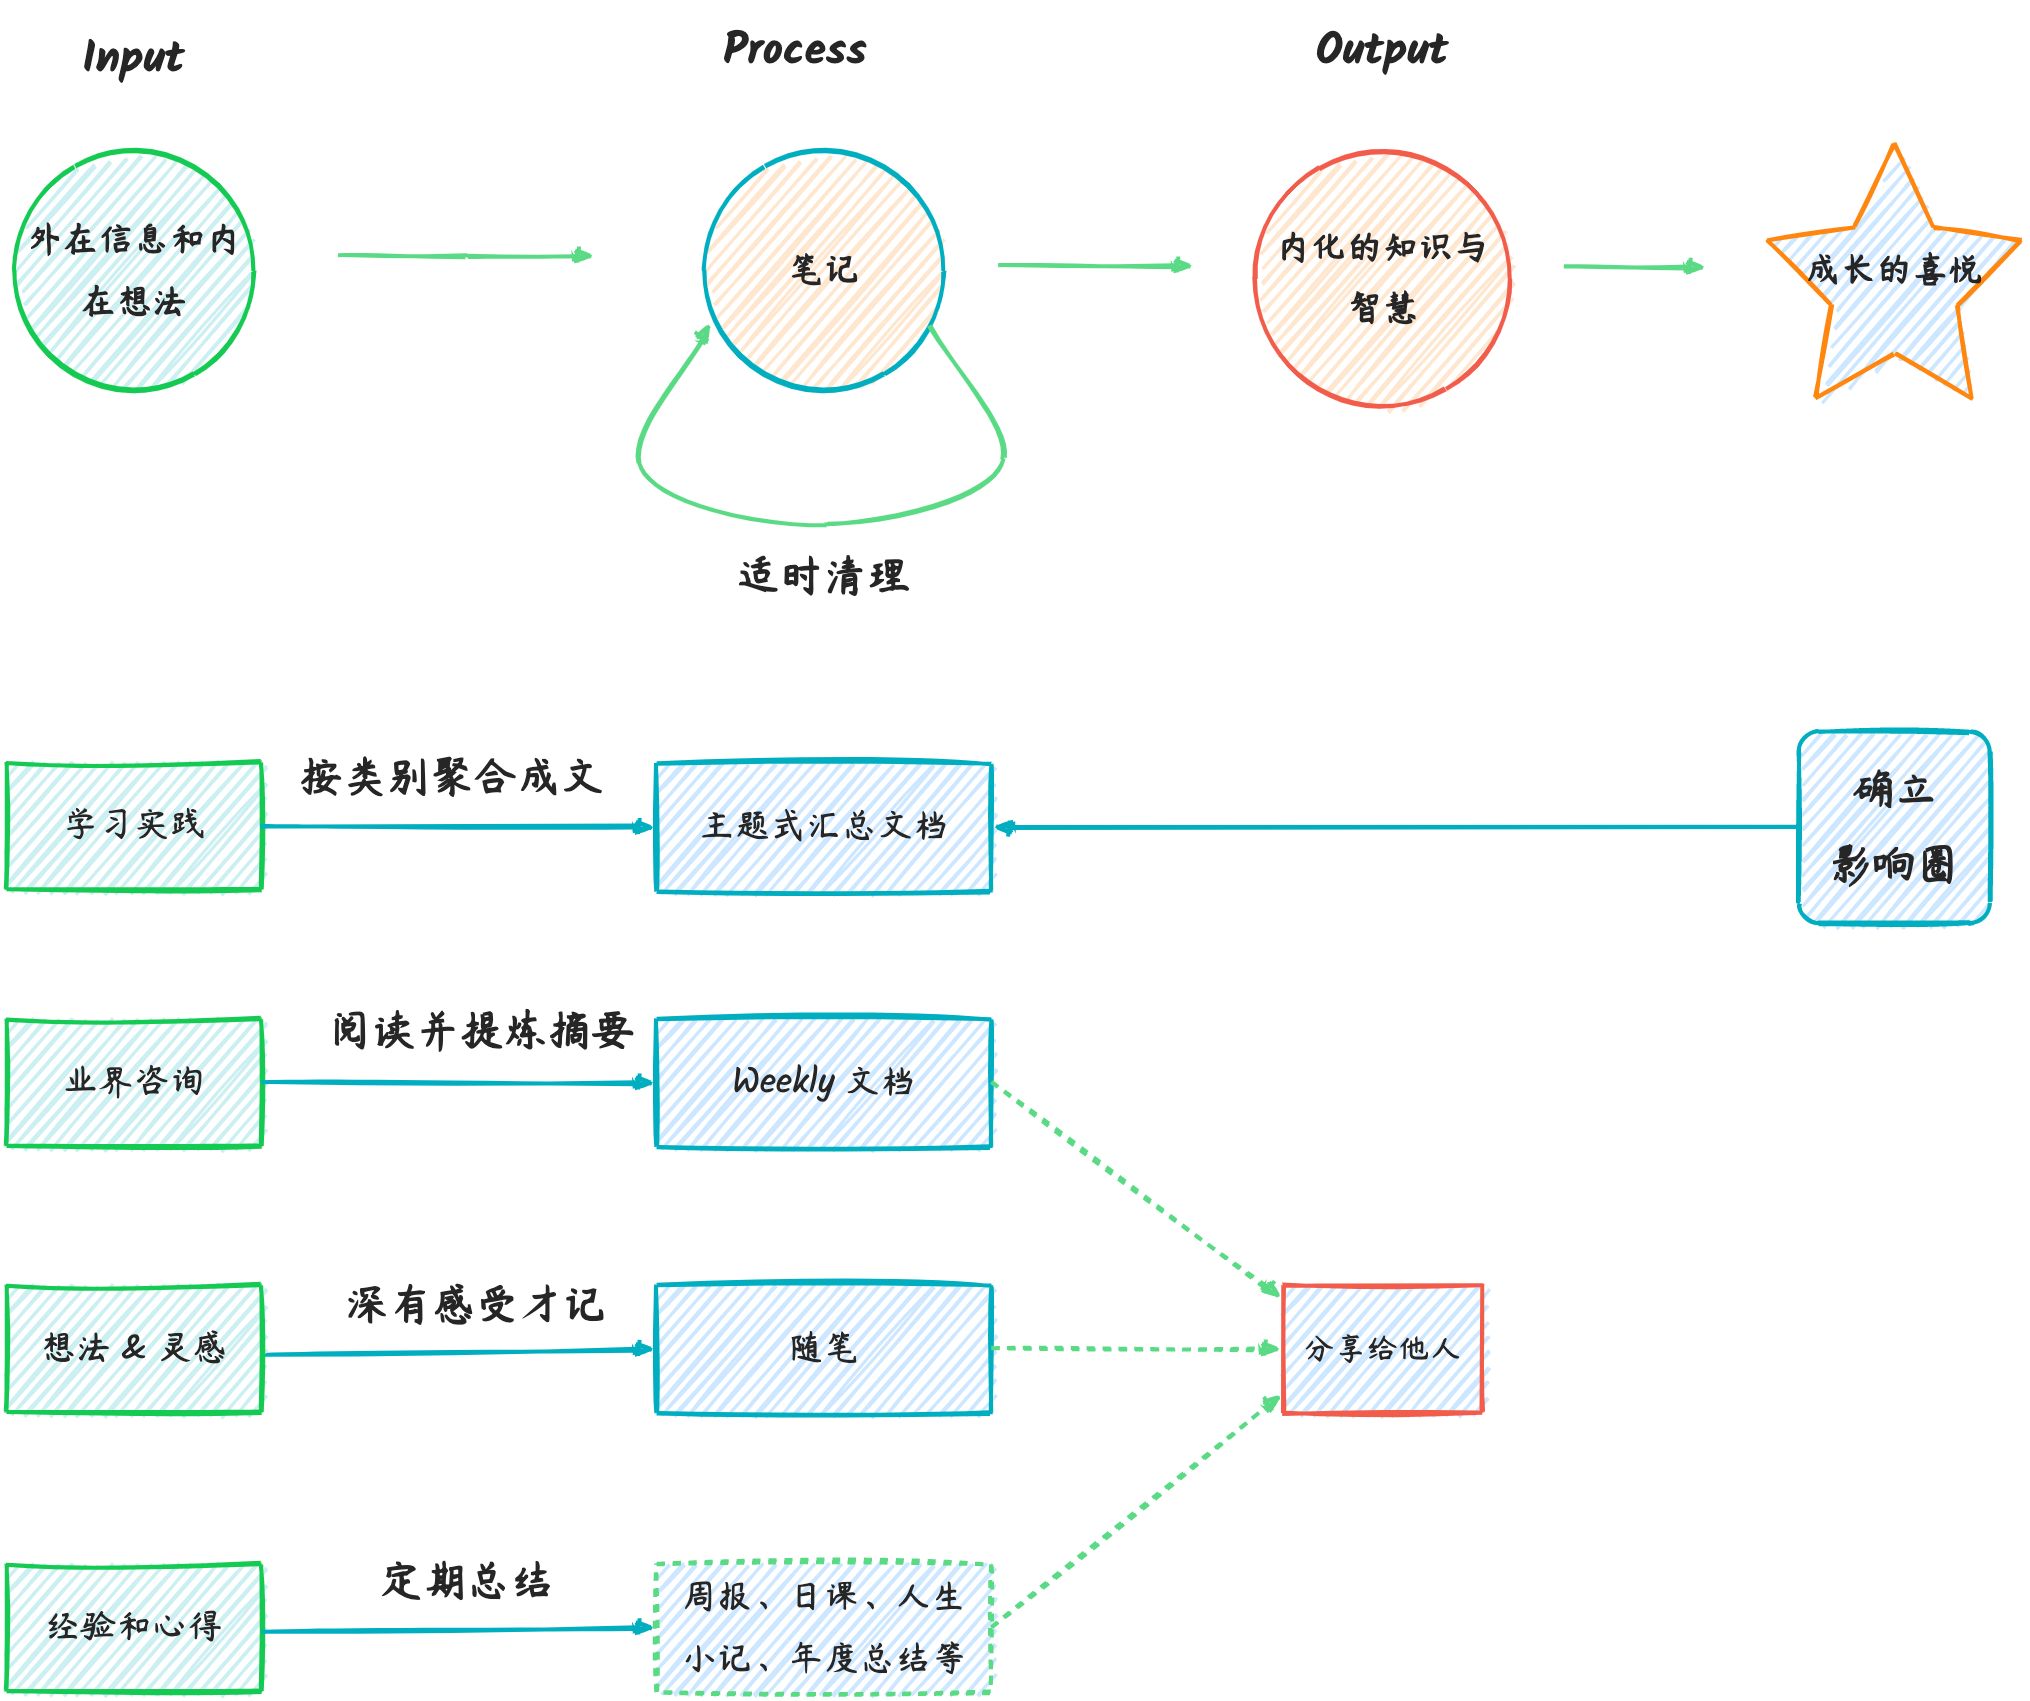 Input
Process
Output
外在信息和内
在想法
笔记
内化的知识与
智慧
成长的喜悦
适时清理
学习实践
按类别聚合成文
主题式汇总文档
确立
影响圈
业界咨询
阅读并提炼摘要
Weekly 文档
想法 & 灵感
深有感受才记
随笔
分享给他人
经验和心得
定期总结
周报、日课、人生
小记、年度总结等